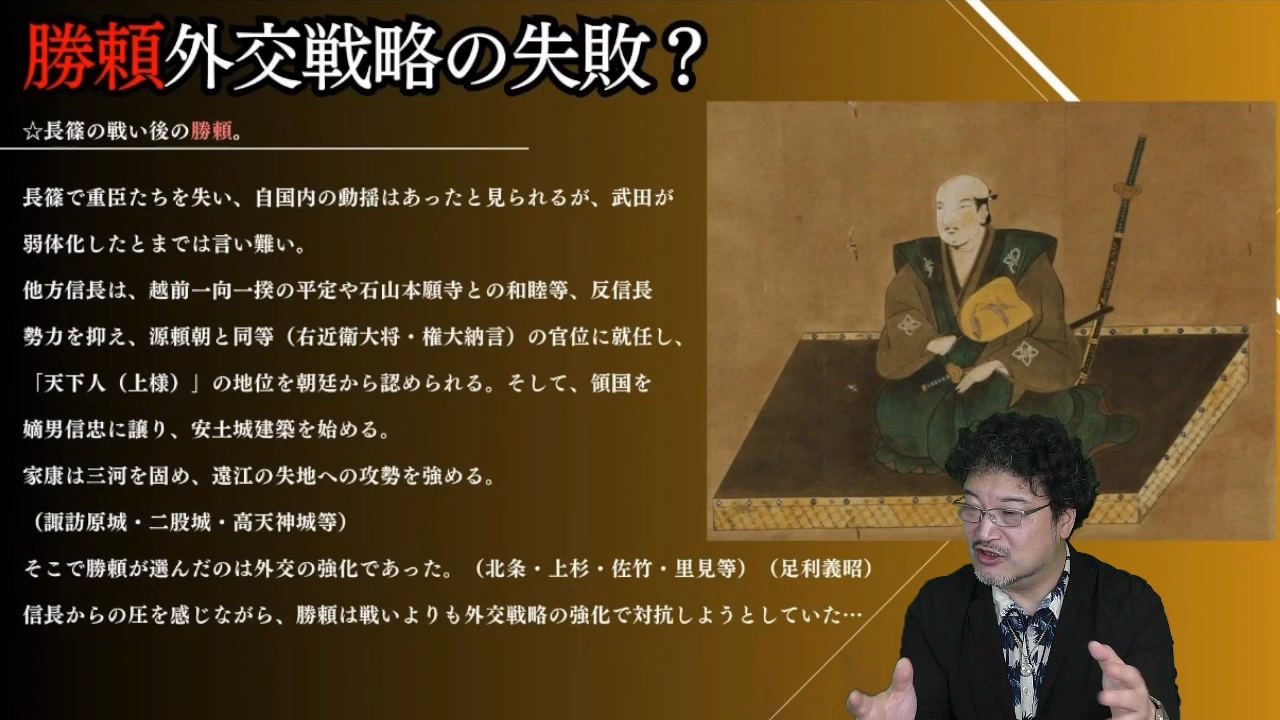 勝頼外交戦略の失敗？
☆長篠の戦い後の勝頼。
長篠で重臣たちを失い、自国内の動揺はあったと見られるが、武田が
弱体化したとまでは言い難い。
他方信長は、越前一向一揆の平定や石山本願寺との和睦等、反信長
勢力を抑え、源頼朝と同等（右近衛大将・権大納言）の官位に就任し、
「天下人（上様）」の地位を朝廷から認められる。そして、領国を
嫡男信忠に譲り、安土城建築を始める。
家康は三河を固め、遠江の失地への攻勢を強める。
（諏訪原城・二股城・高天神城等）
そこで勝頼が選んだのは外交の強化であった。（北条・上杉・佐竹・里見等）（足利義昭）
信長からの圧を感じながら、勝頼は戦いよりも外交戦略の強化で対抗しようとしていた…